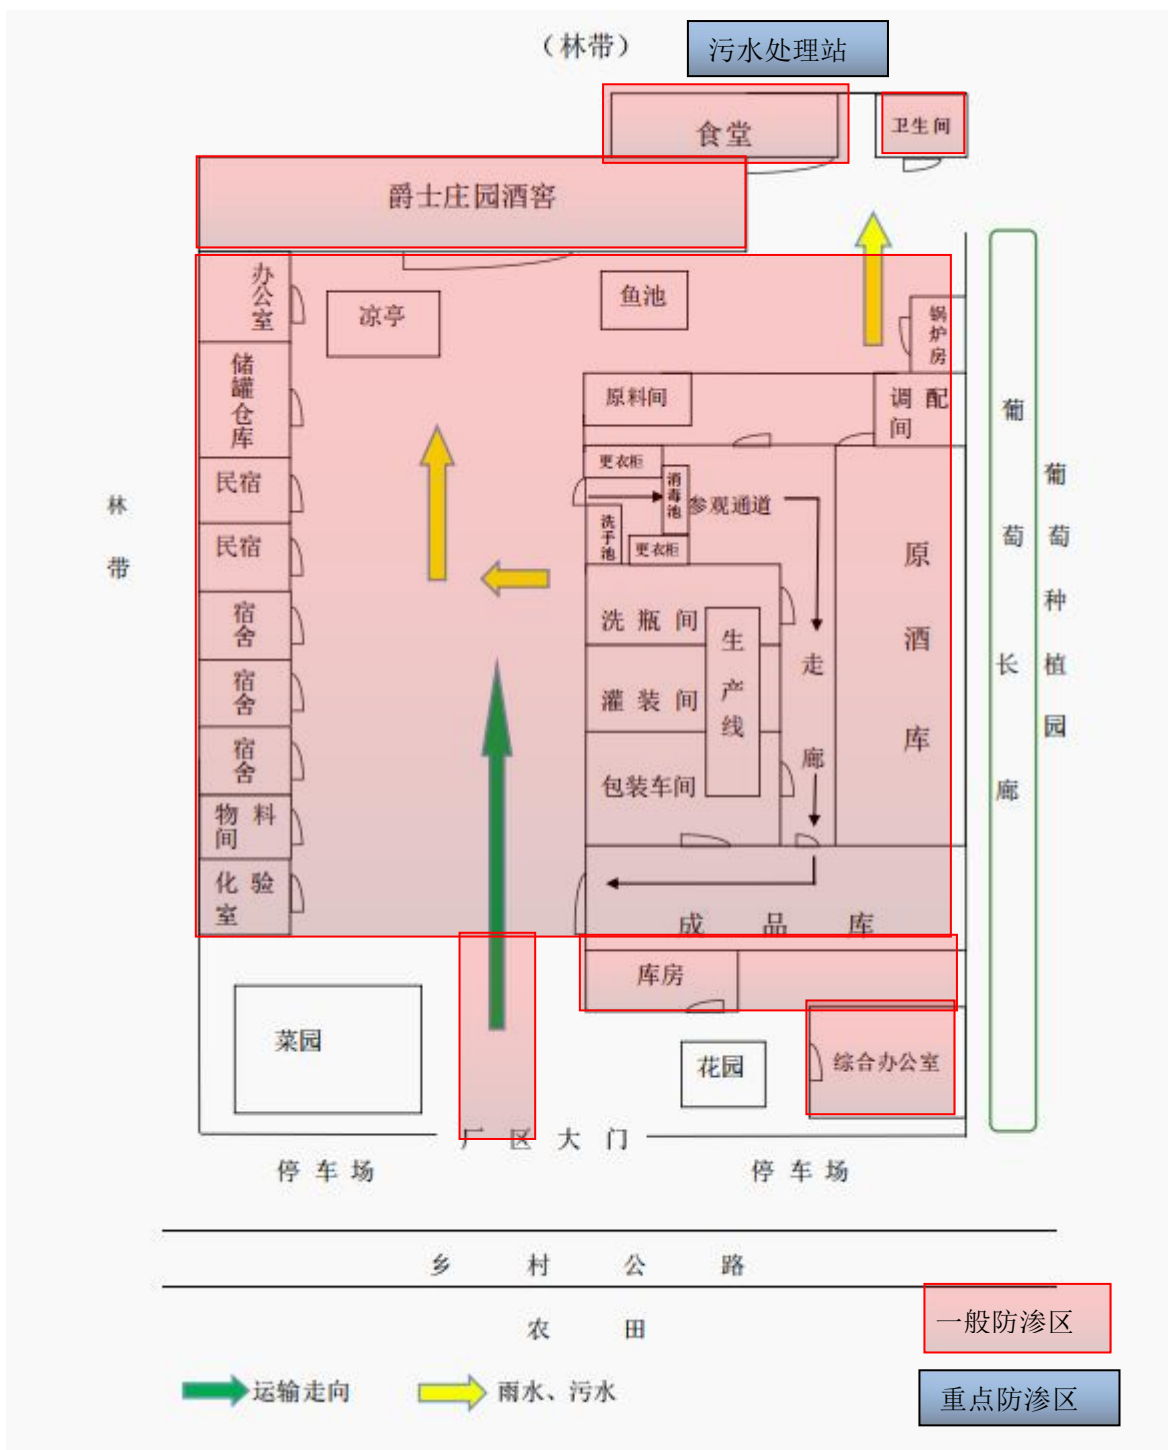 （林带）
污水处理站
食堂
卫生间
爵士庄园酒窖
办公室
凉亭
鱼池
锅炉房
储罐仓库
原料间
调配间
民宿
更衣柜
消毒池
参观通道
洗手池
更衣柜
民宿
宿舍
洗瓶间
生产线
走廊
原酒库
宿舍
灌装间
宿舍
包装车间
物料间
化验室
成品库
库房
菜园
花园
综合办公室
林带
葡萄长廊
葡萄种植园
厂区大门
停车场
停车场
乡村公路
农田
一般防渗区
重点防渗区
运输走向
雨水、污水